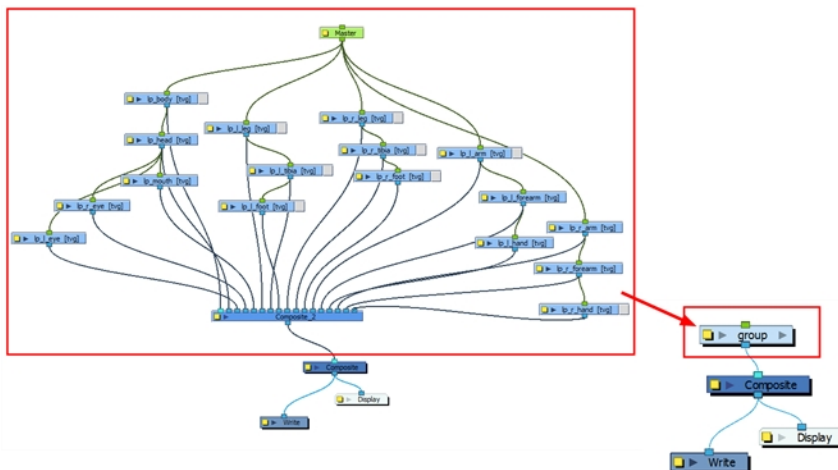 Master
lp_body [tvg]
lp_head [tvg]
lp_mouth [tvg]
lp_r_eye [tvg]
lp_l_eye [tvg]
lp_l_leg [tvg]
lp_l_tibia [tvg]
lp_l_foot [tvg]
lp_r_leg [tvg]
lp_r_tibia [tvg]
lp_r_foot [tvg]
lp_l_arm [tvg]
lp_l_forearm [tvg]
lp_l_hand [tvg]
lp_r_arm [tvg]
lp_r_forearm [tvg]
lp_r_hand [tvg]
Composite_2
Composite
Display
Write
group
Composite
Display
Write